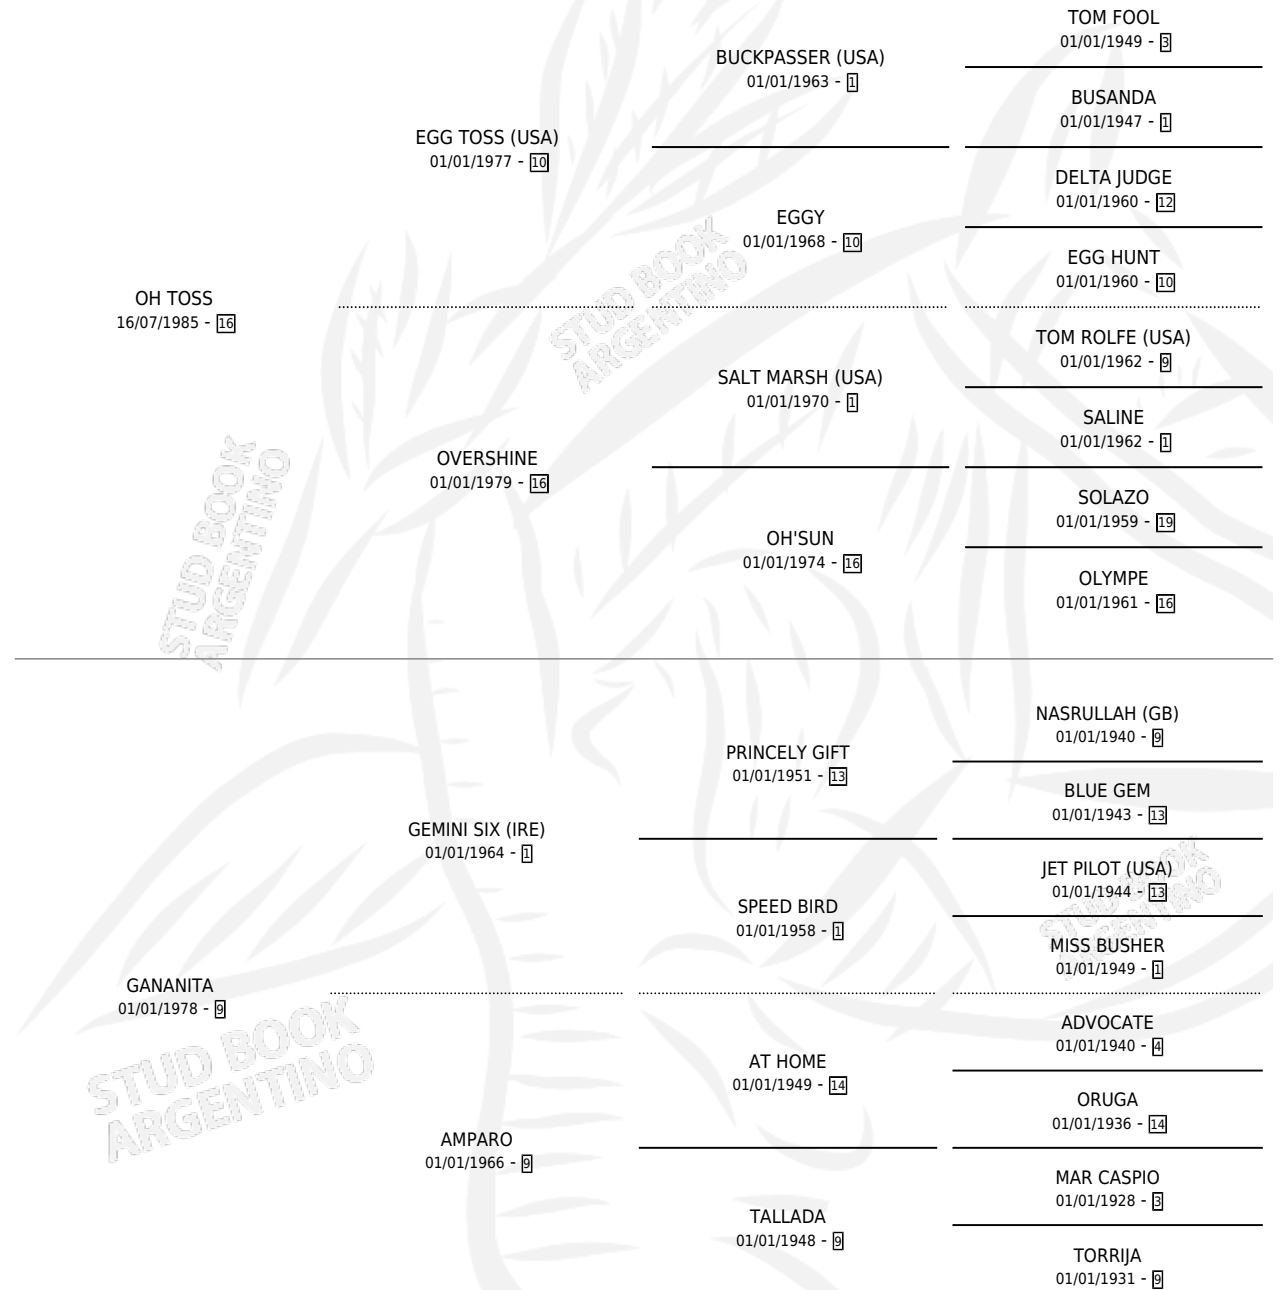 TOM FOOL
01/01/1949 - 3
BUCKPASSER (USA)
01/01/1963 - 1
BUSANDA
01/01/1947 - 1
EGG TOSS (USA)
01/01/1977 - 10
DELTA JUDGE
01/01/1960 - 12
EGGY
01/01/1968 - 10
EGG HUNT
01/01/1960 - 10
OH TOSS
16/07/1985 - 16
TOM ROLFE (USA)
01/01/1962 - 9
SALT MARSH (USA)
01/01/1970 - 1
SALINE
01/01/1962 - 1
OVERSHINE
01/01/1979 - 16
SOLAZO
01/01/1959 - 19
OH'SUN
01/01/1974 - 16
OLYMPE
01/01/1961 - 16
NASRULLAH (GB)
01/01/1940 - 9
PRINCELY GIFT
01/01/1951 - 13
BLUE GEM
01/01/1943 - 13
GEMINI SIX (IRE)
01/01/1964 - 1
JET PILOT (USA)
01/01/1944 - 13
SPEED BIRD
01/01/1958 - 1
MISS BUSHER
01/01/1949 - 1
GANANITA
01/01/1978 - 9
ADVOCATE
01/01/1940 - 4
AT HOME
01/01/1949 - 14
ORUGA
01/01/1936 - 14
AMPARO
01/01/1966 - 9
MAR CASPIO
01/01/1928 - 3
TALLADA
01/01/1948 - 9
TORRIJA
01/01/1931 - 9
STUD BOOK
ARGENTINO
STUD BOOK
ARGENTINO
STUD BOOK
ARGENTINO
STUD BOOK
ARGENTINO